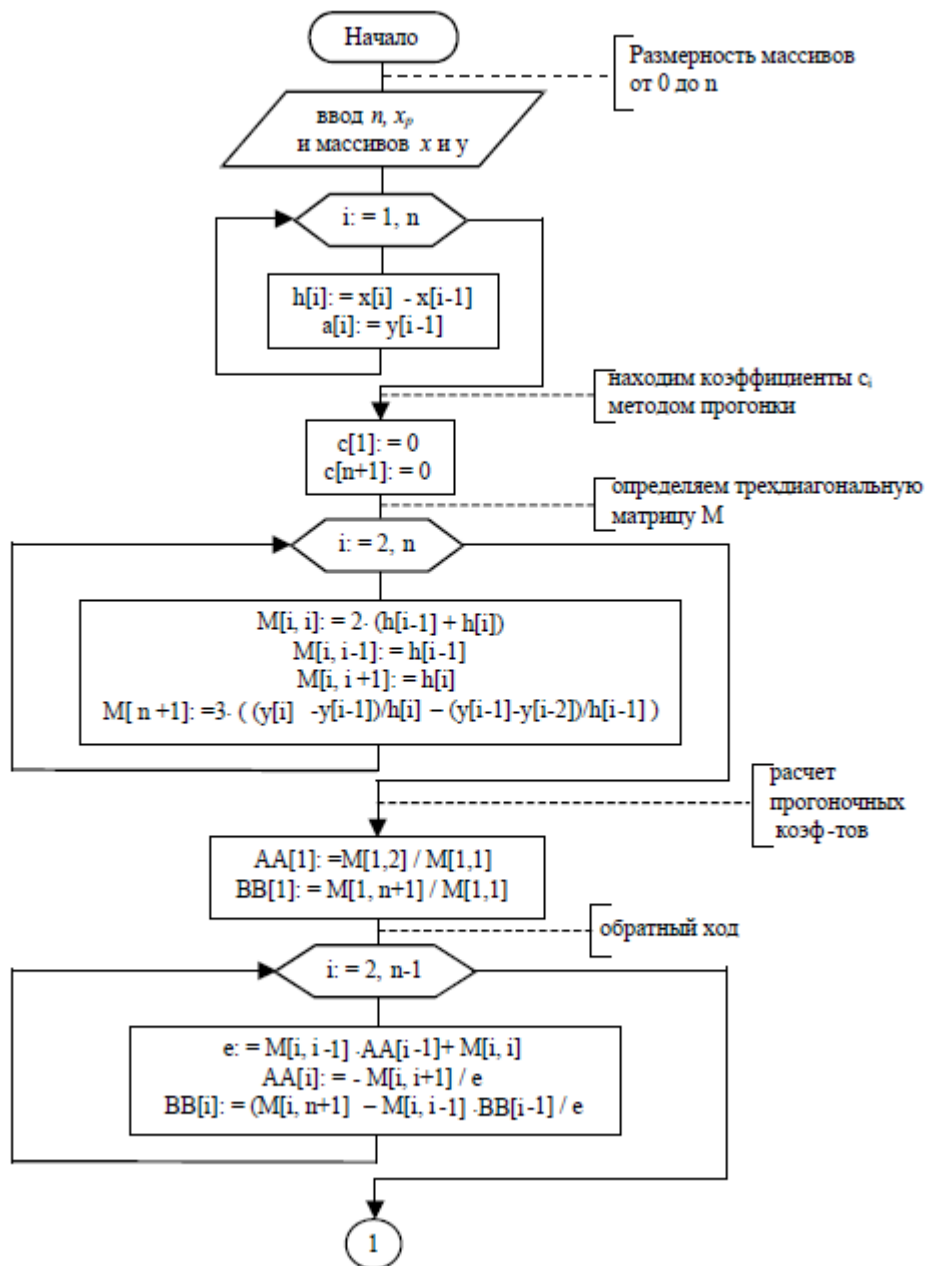 Начало
Размерность массивов
от 0 до n
ввод n, xₚ
и массивов x и y
i: = 1, n
h[i]: = x[i] - x[i-1]
a[i]: = y[i-1]
находим коэффициенты cᵢ
методом прогонки
c[1]: = 0
c[n+1]: = 0
определяем трехдиагональную
матрицу M
i: = 2, n
M[i, i]: = 2· (h[i-1] + h[i])
M[i, i-1]: = h[i-1]
M[i, i+1]: = h[i]
M[ n +1]: =3· ( (y[i] -y[i-1])/h[i] – (y[i-1]-y[i-2])/h[i-1] )
расчет
прогоночных
коэф-тов
AA[1]: =M[1,2] / M[1,1]
BB[1]: = M[1, n+1] / M[1,1]
обратный ход
i: = 2, n-1
e: = M[i, i-1] ·AA[i-1]+ M[i, i]
AA[i]: = - M[i, i+1] / e
BB[i]: = (M[i, n+1] – M[i, i-1] ·BB[i-1] / e
1